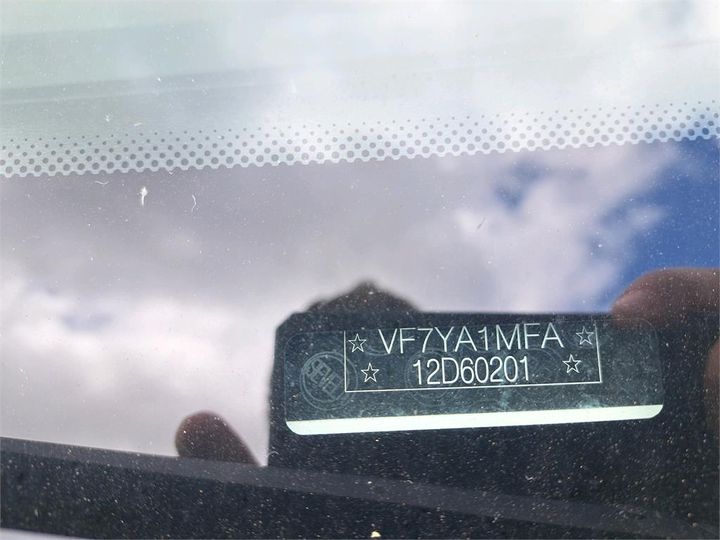 ☆ VF7YA1MFA ☆
☆ 12D60201 ☆